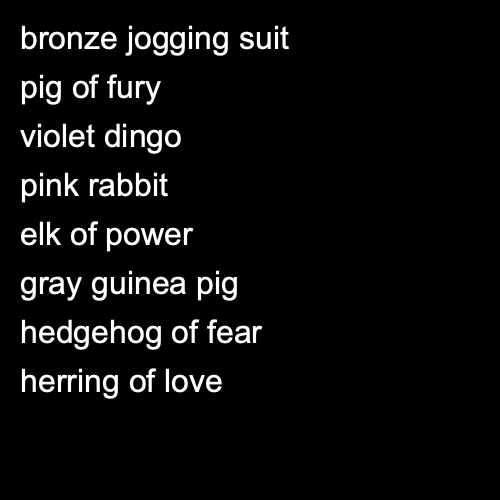 bronze jogging suit
pig of fury
violet dingo
pink rabbit
elk of power
gray guinea pig
hedgehog of fear
herring of love